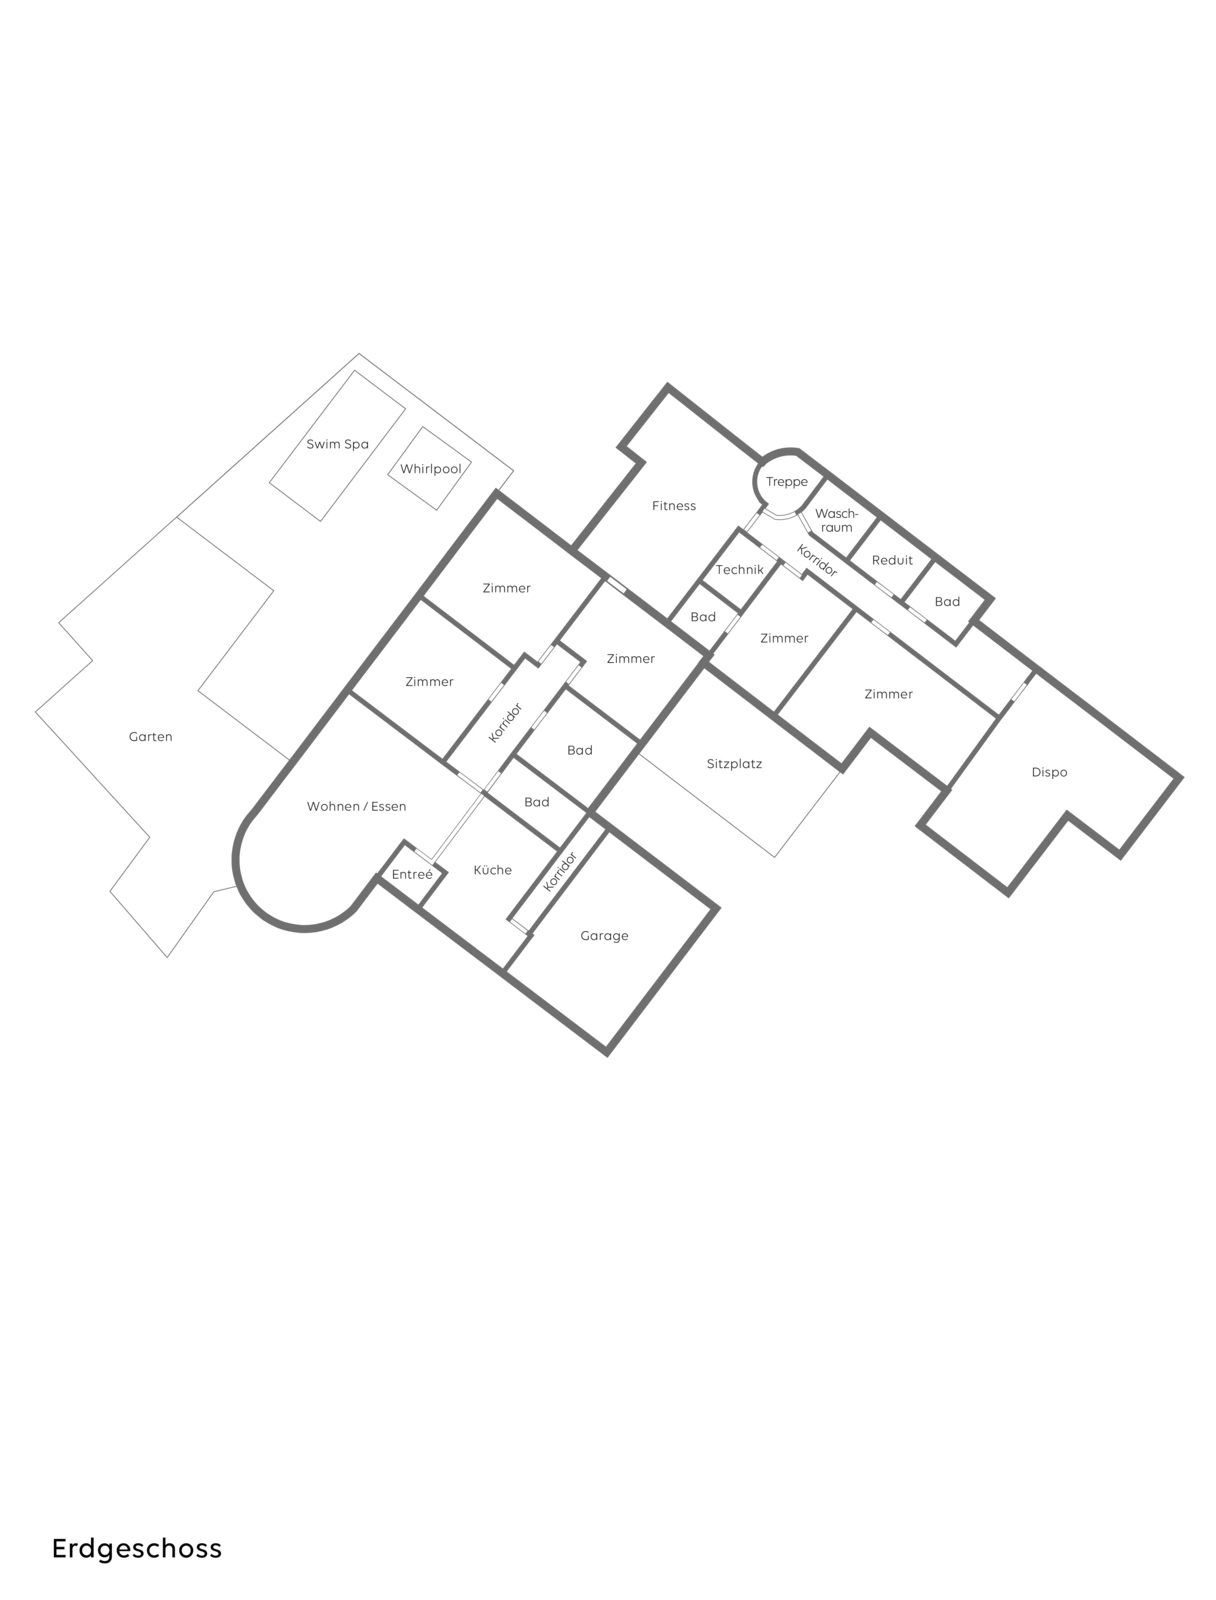 Swim Spa
Whirlpool
Treppe
Fitness
Wasch-
raum
Korridor
Reduit
Technik
Zimmer
Bad
Bad
Zimmer
Zimmer
Zimmer
Zimmer
Korridor
Garten
Bad
Sitzplatz
Dispo
Wohnen / Essen
Bad
Entreé
Küche
Korridor
Garage
Erdgeschoss